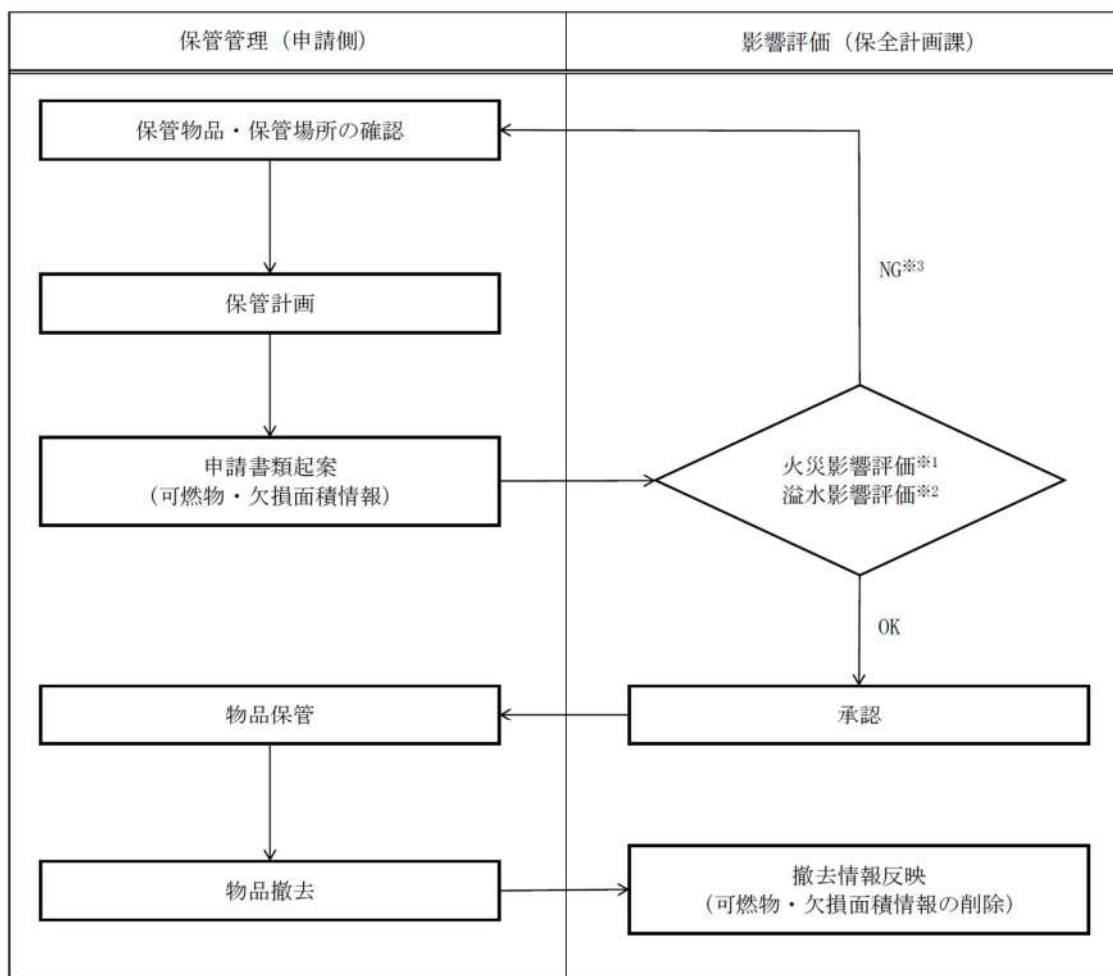 保管管理（申請側）
影響評価（保全計画課）
保管物品・保管場所の確認
NG※3
保管計画
申請書類起案
（可燃物・欠損面積情報）
火災影響評価※1
溢水影響評価※2
OK
物品保管
承認
物品撤去
撤去情報反映
（可燃物・欠損面積情報の削除）